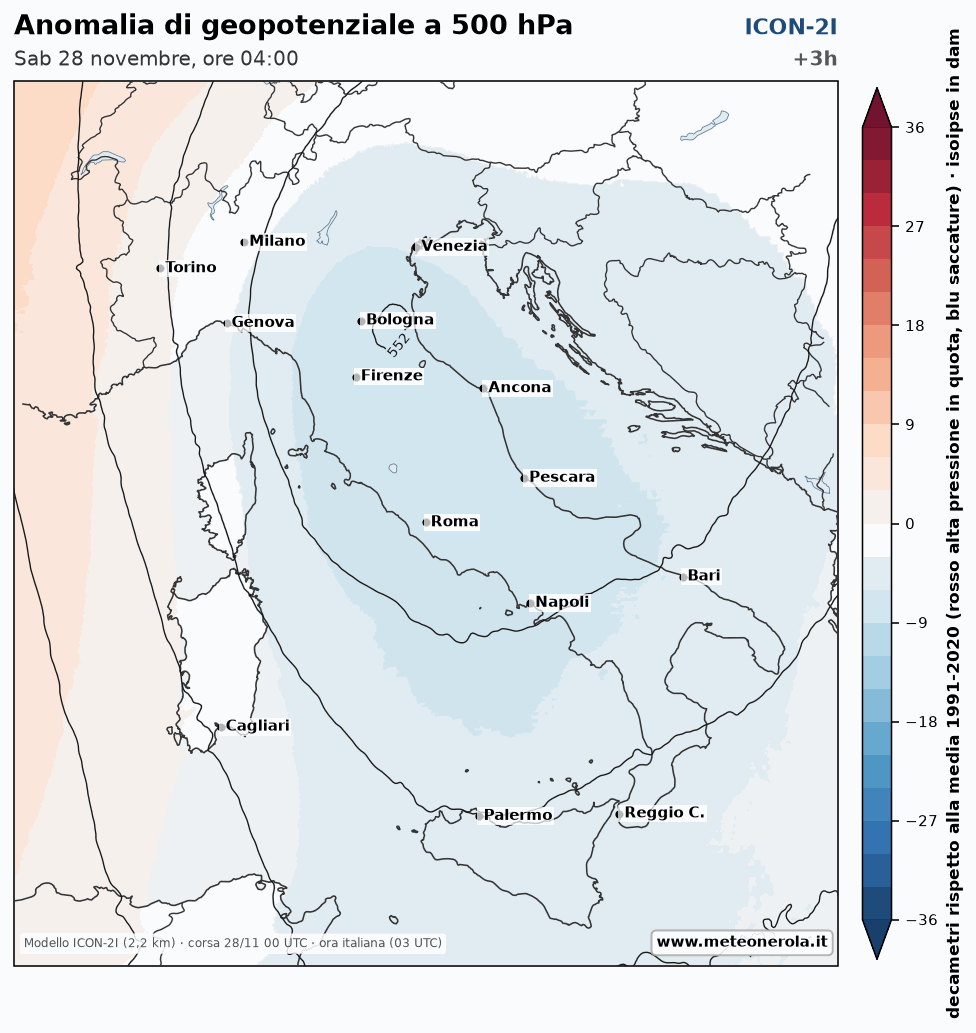 Anomalia di geopotenziale a 500 hPa
ICON-2I
Sab 28 novembre, ore 04:00
+3h
Milano
Venezia
Torino
Genova
Bologna
552
Firenze
Ancona
Pescara
Roma
Bari
Napoli
Cagliari
Palermo
Reggio C.
Modello ICON-2I (2,2 km) · corsa 28/11 00 UTC · ora italiana (03 UTC)
www.meteonerola.it
36
27
18
9
0
−9
−18
−27
−36
decametri rispetto alla media 1991-2020 (rosso alta pressione in quota, blu saccature) · isoipse in dam